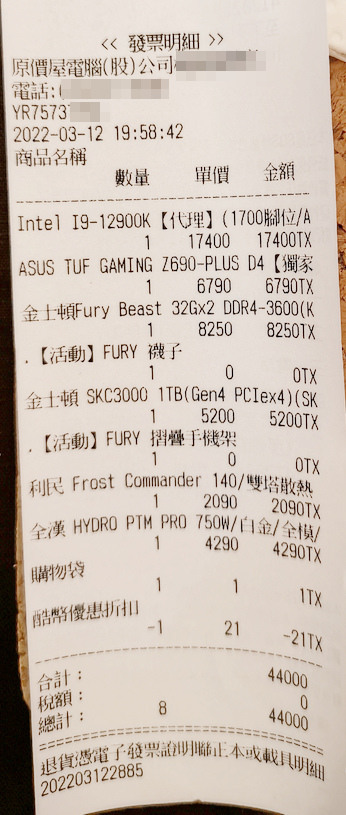 << 發票明細 >>
原價屋電腦(股)公司
電話:
YR7573
2022-03-12 19:58:42
商品名稱
數量 單價 金額
Intel I9-12900K【代理】(1700腳位/A
1 17400 17400TX
ASUS TUF GAMING Z690-PLUS D4【獨家
1 6790 6790TX
金士頓Fury Beast 32Gx2 DDR4-3600(K
1 8250 8250TX
.【活動】FURY 襪子
1 0 0TX
金士頓 SKC3000 1TB(Gen4 PCIex4)(SK
1 5200 5200TX
.【活動】FURY 摺疊手機架
1 0 0TX
利民 Frost Commander 140/雙塔散熱
1 2090 2090TX
全漢 HYDRO PTM PRO 750W/白金/全模/
1 4290 4290TX
購物袋
1 1 1TX
酷幣優惠折扣
-1 21 -21TX
合計: 44000
稅額: 0
總計: 8 44000
退貨憑電子發票證明聯正本或載具明細
202203122885